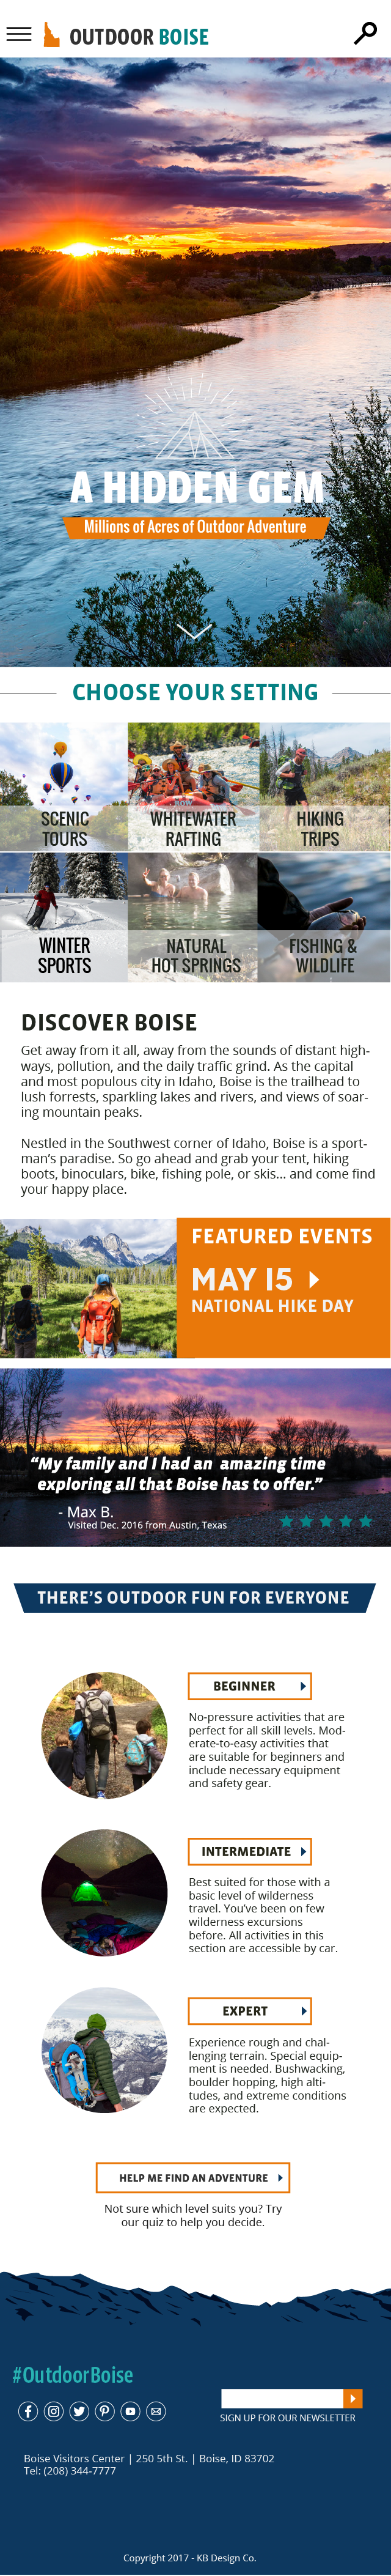 OUTDOOR BOISE
A HIDDEN GEM
Millions of Acres of Outdoor Adventure
CHOOSE YOUR SETTING
SCENIC
TOURS
WHITEWATER
RAFTING
HIKING
TRIPS
WINTER
SPORTS
NATURAL
HOT SPRINGS
FISHING &
WILDLIFE
DISCOVER BOISE
Get away from it all, away from the sounds of distant high-
ways, pollution, and the daily traffic grind. As the capital
and most populous city in Idaho, Boise is the trailhead to
lush forrests, sparkling lakes and rivers, and views of soar-
ing mountain peaks.
Nestled in the Southwest corner of Idaho, Boise is a sport-
man’s paradise. So go ahead and grab your tent, hiking
boots, binoculars, bike, fishing pole, or skis... and come find
your happy place.
FEATURED EVENTS
MAY 15
NATIONAL HIKE DAY
“My family and I had an amazing time
exploring all that Boise has to offer.”
- Max B.
Visited Dec. 2016 from Austin, Texas
THERE’S OUTDOOR FUN FOR EVERYONE
BEGINNER
No-pressure activities that are
perfect for all skill levels. Mod-
erate-to-easy activities that
are suitable for beginners and
include necessary equipment
and safety gear.
INTERMEDIATE
Best suited for those with a
basic level of wilderness
travel. You’ve been on few
wilderness excursions
before. All activities in this
section are accessible by car.
EXPERT
Experience rough and chal-
lenging terrain. Special equip-
ment is needed. Bushwacking,
boulder hopping, high alti-
tudes, and extreme conditions
are expected.
HELP ME FIND AN ADVENTURE
Not sure which level suits you? Try
our quiz to help you decide.
#OutdoorBoise
SIGN UP FOR OUR NEWSLETTER
Boise Visitors Center | 250 5th St. | Boise, ID 83702
Tel: (208) 344-7777
Copyright 2017 - KB Design Co.